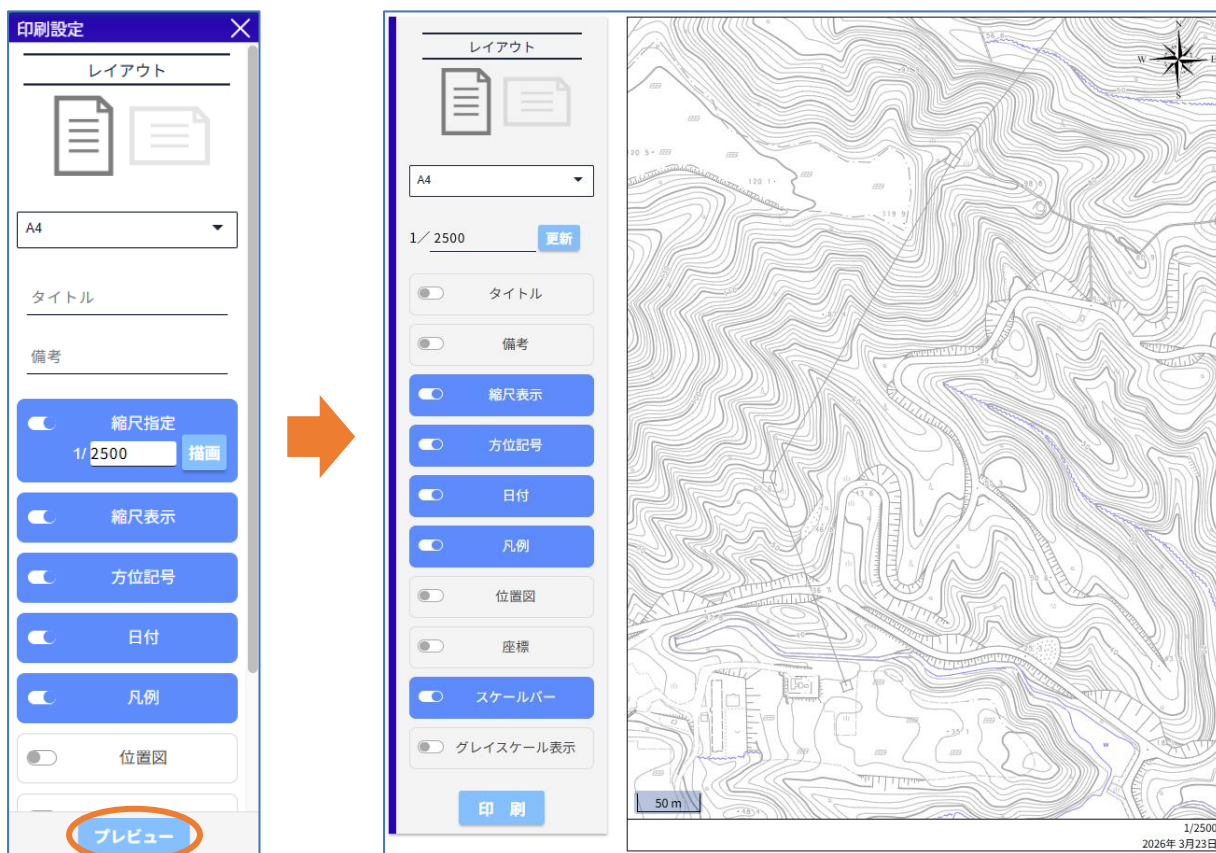 印刷設定
レイアウト
A4
タイトル
備考
縮尺指定
1/ 2500 描画
縮尺表示
方位記号
日付
凡例
位置図
プレビュー
レイアウト
A4
1／ 2500 更新
タイトル
備考
縮尺表示
方位記号
日付
凡例
位置図
座標
スケールバー
グレイスケール表示
印 刷
N
W E
S
120 1
119 9
50 m
1/2500
2026年 3月23日